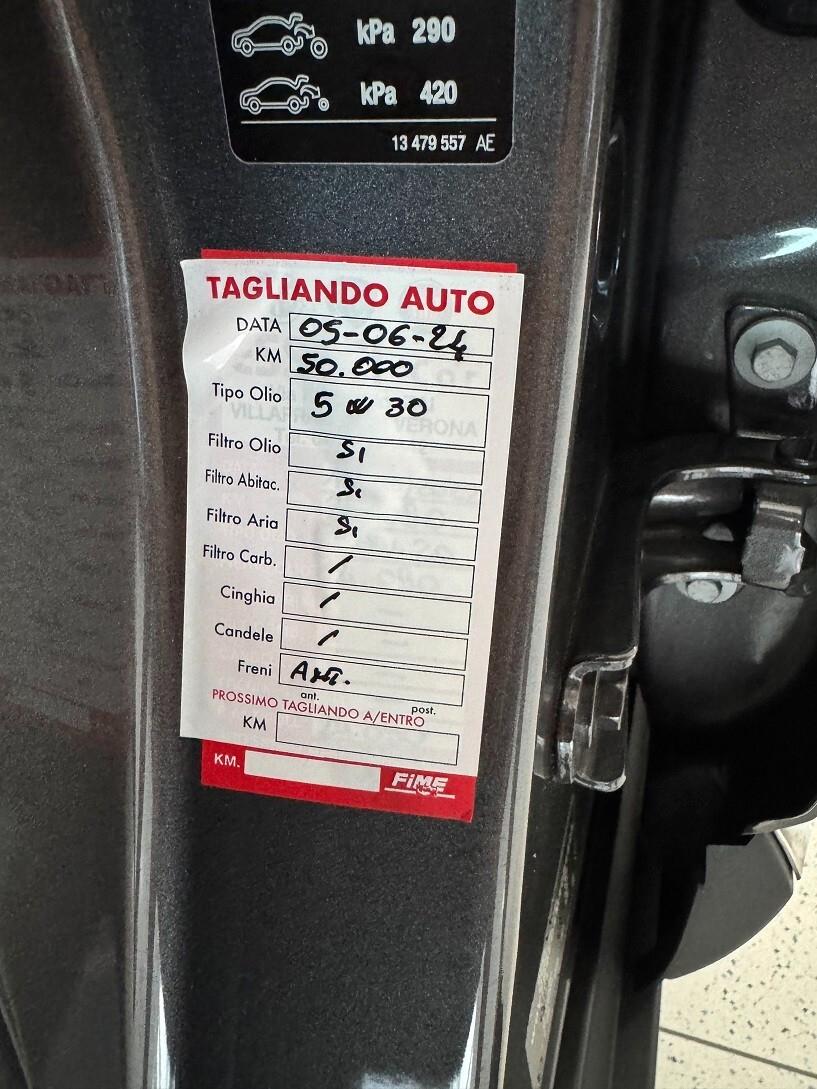 kPa 290
kPa 420
13 479 557 AE
TAGLIANDO AUTO
DATA 05-06-24
KM 50.000
Tipo Olio 5 W 30
Filtro Olio Si
Filtro Abitac. Si
Filtro Aria Si
Filtro Carb. /
Cinghia /
Candele /
Freni Ant.
ant. post.
PROSSIMO TAGLIANDO A/ENTRO
KM
KM. FiME
VILLAFR
VERONA